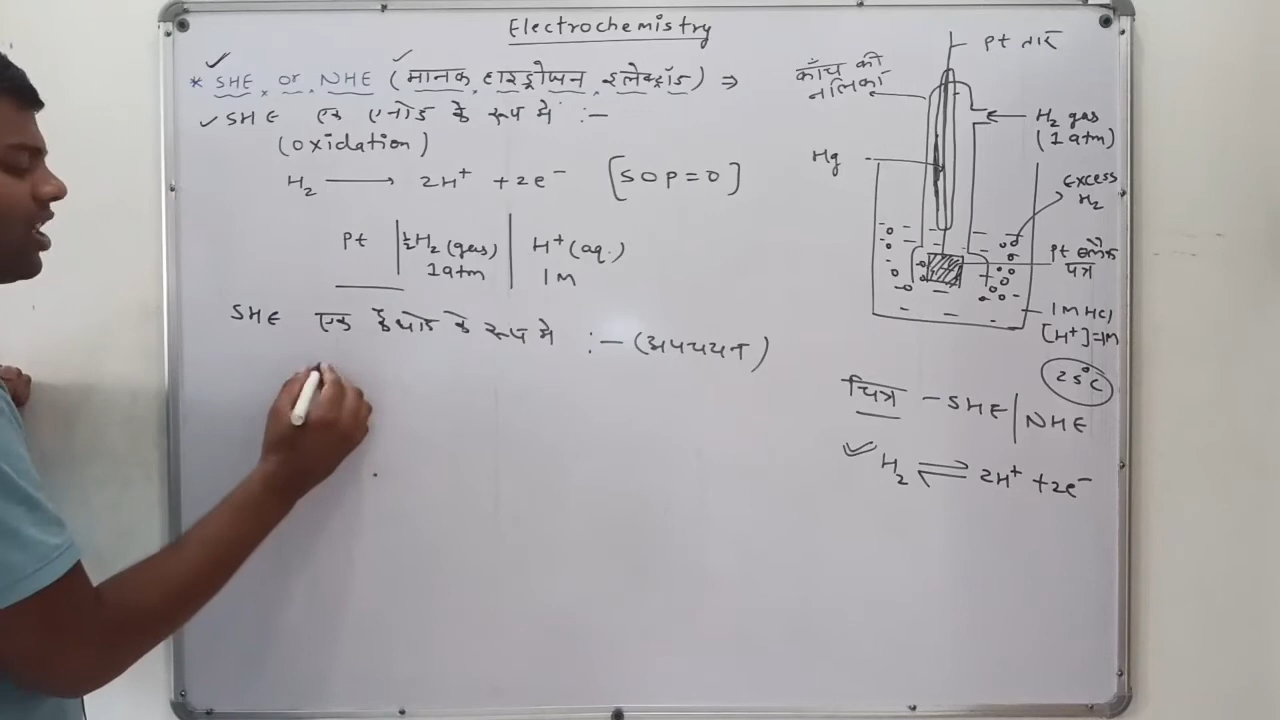 Electrochemistry
* SHE or NHE (मानक हाइड्रोजन इलेक्ट्रॉड) ⇒
✓ SHE एक एनोड के रूप में :-
(oxidation)
H₂ ⟶ 2H⁺ + 2e⁻ [SOP=0]
Pt | ½H₂ (gas) | H⁺ (aq.)
1atm 1M
SHE एक कैथोड के रूप में :- (अपचयन)
Pt तार
काँच की
नलिका
H₂ gas
(1 atm)
Hg
Excess
H₂
Pt
पत्र
1M HCl
[H⁺]=1M
25°C
चित्र - SHE | NHE
✓ H₂ ⇌ 2H⁺ + 2e⁻